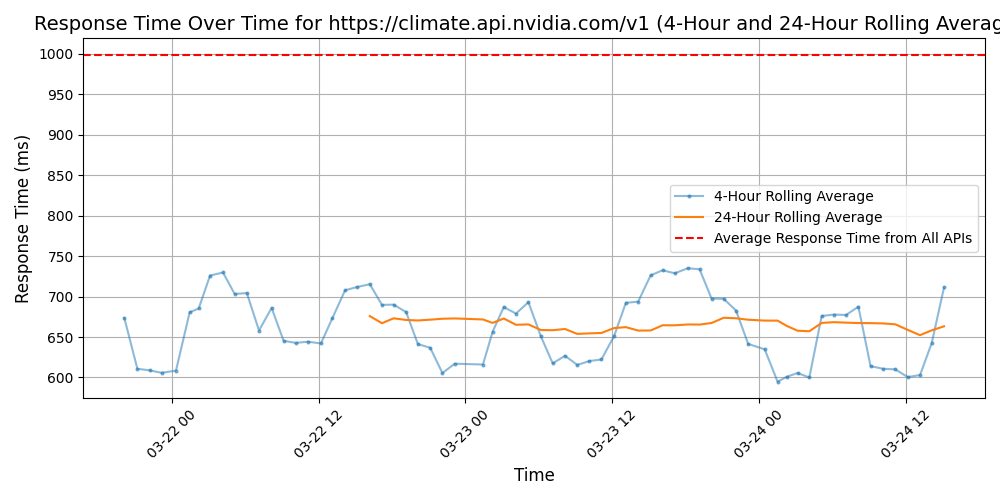 Response Time Over Time for https://climate.api.nvidia.com/v1 (4-Hour and 24-Hour Rolling Averag
Response Time (ms)
1000
950
900
850
800
750
700
650
600
4-Hour Rolling Average
24-Hour Rolling Average
Average Response Time from All APIs
03-22 00
03-22 12
03-23 00
03-23 12
03-24 00
03-24 12
Time